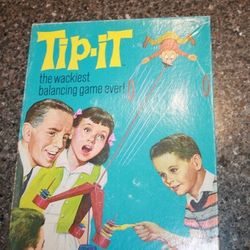 TIP-IT
the wackiest
balancing game ever!